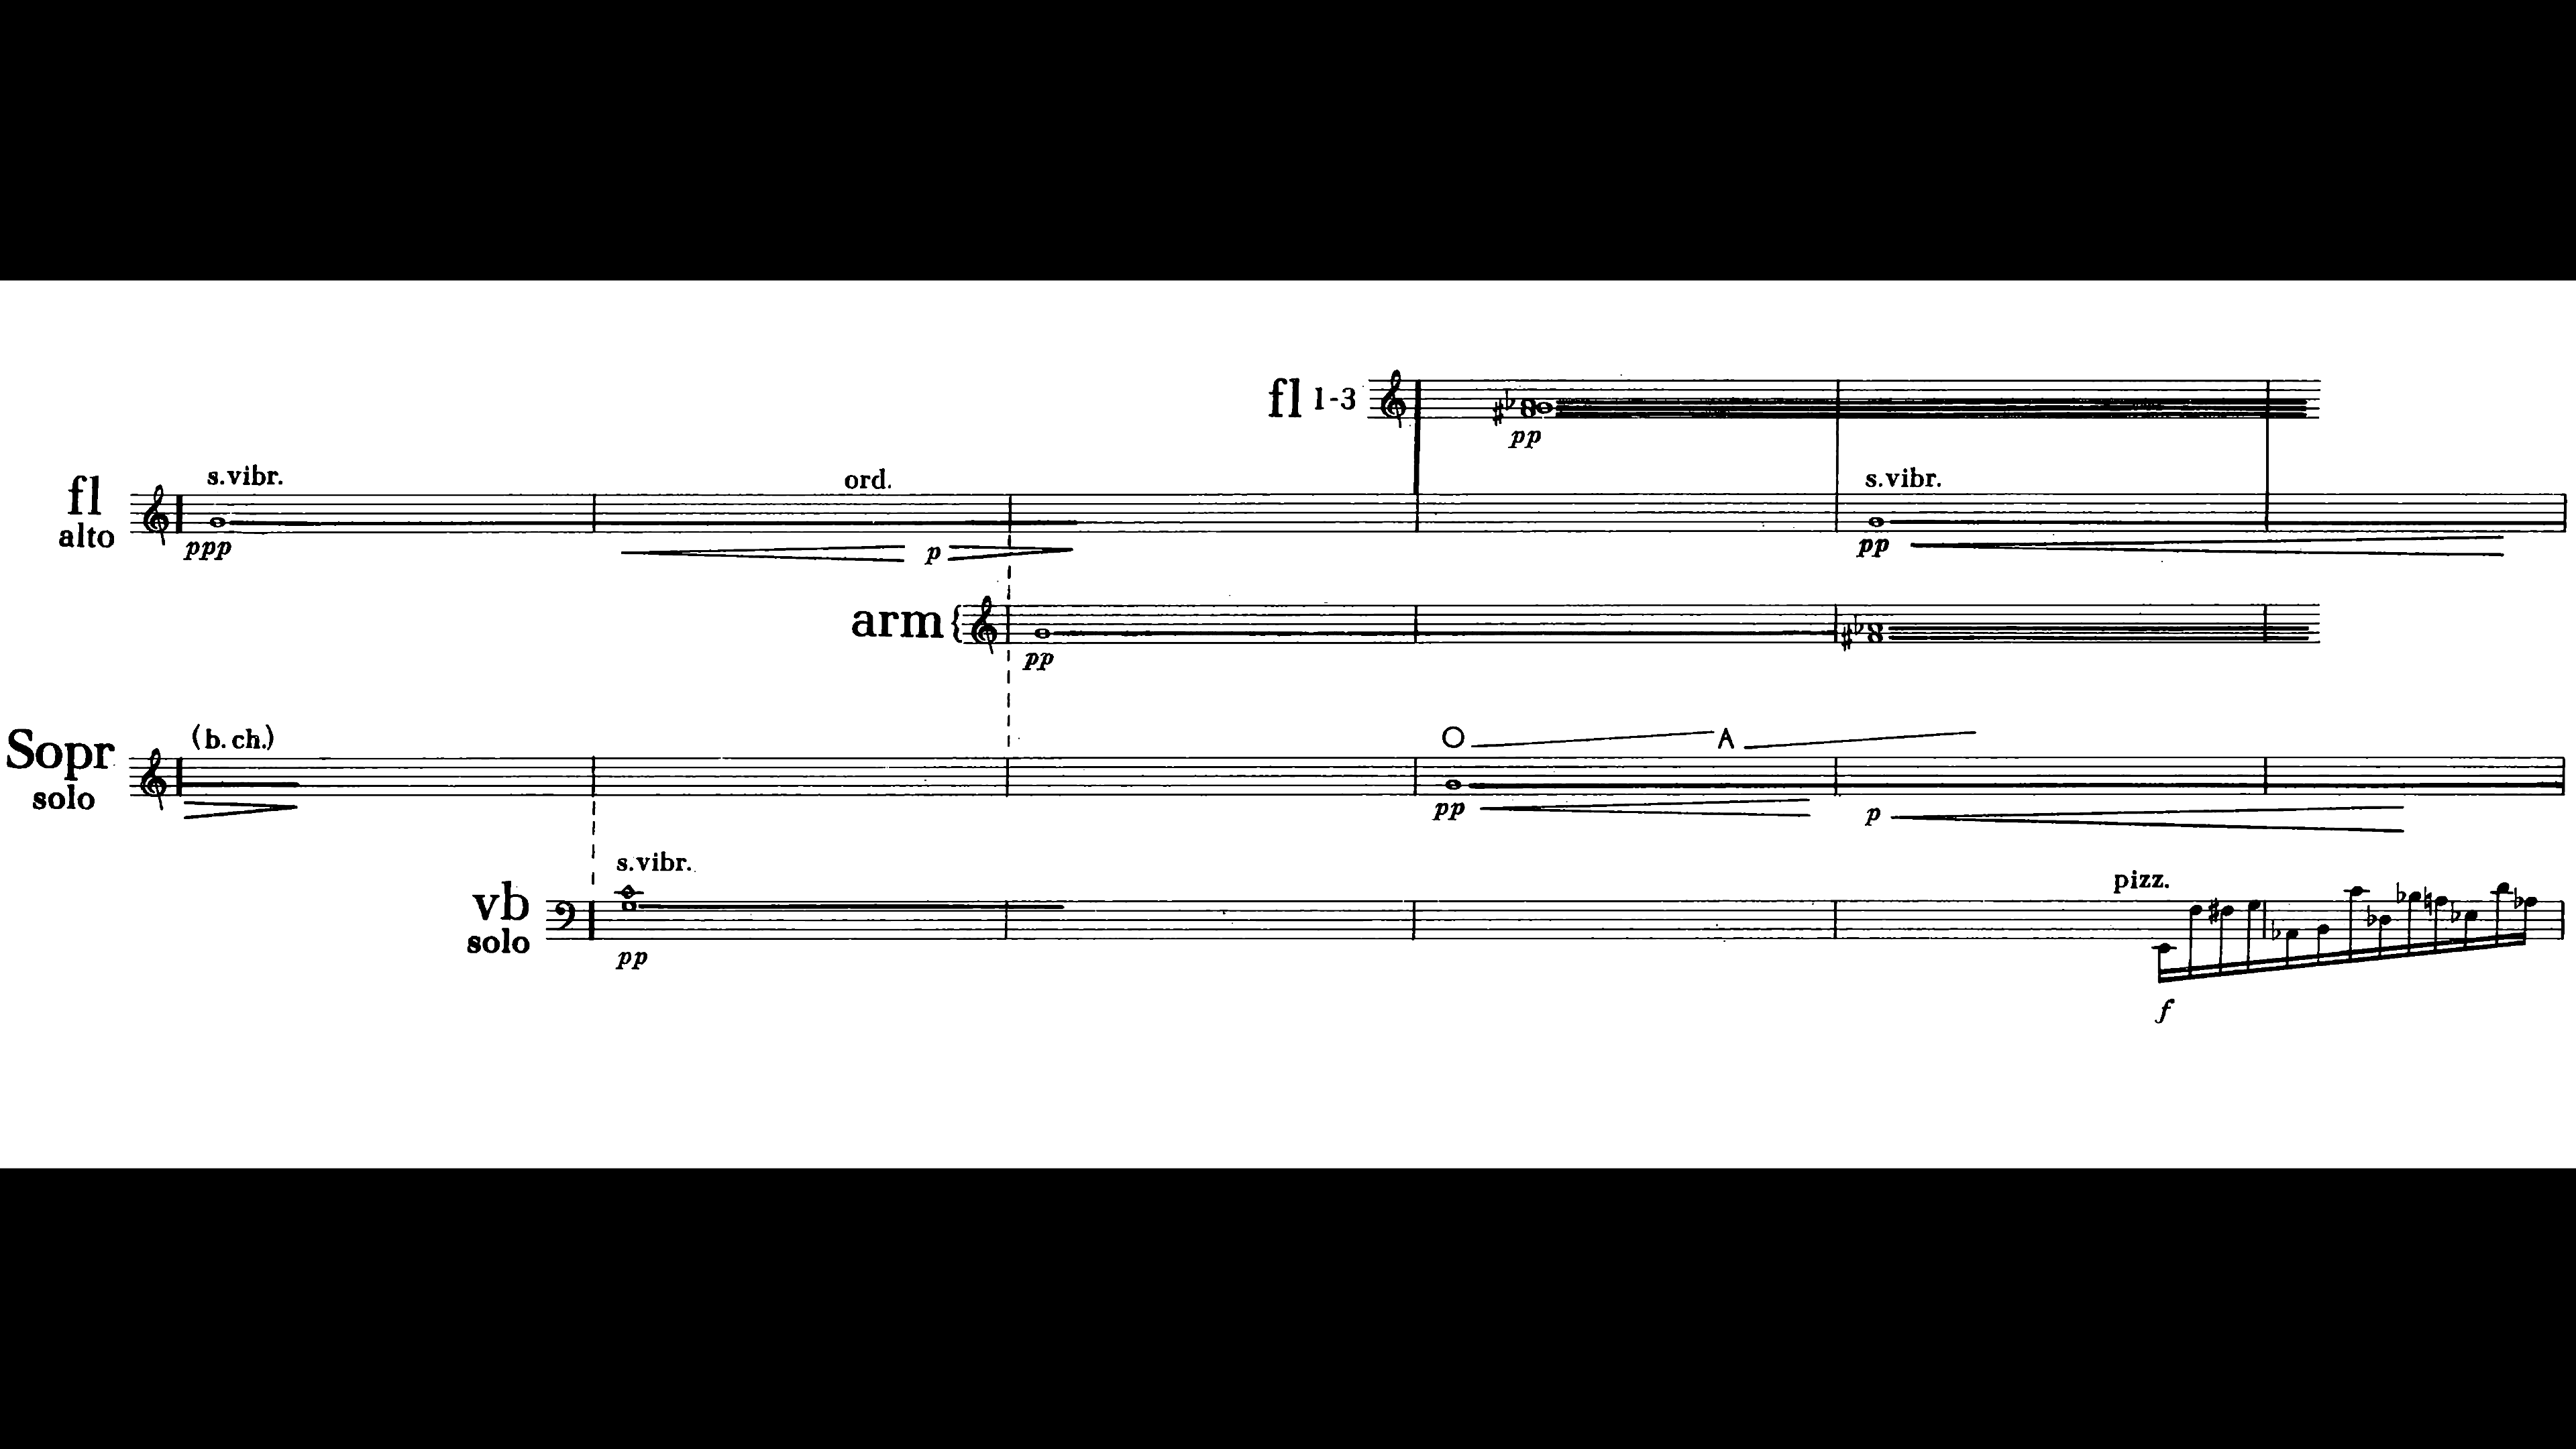 fl 1-3
pp
fl
alto
s.vibr.
ord.
s.vibr.
ppp
p
pp
arm
pp
Sopr
solo
(b. ch.)
O
A
pp
p
vb
solo
s.vibr.
pizz.
pp
f